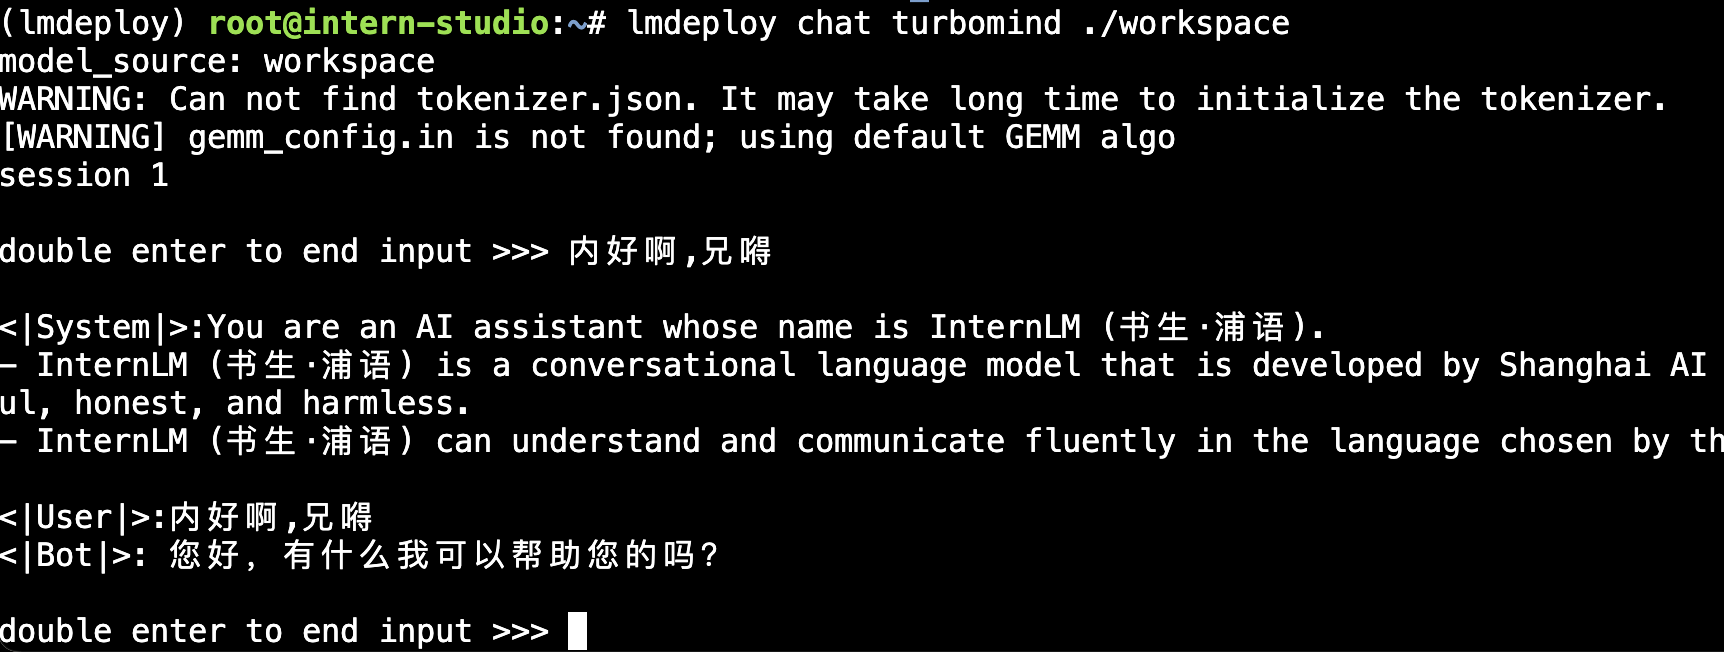 (lmdeploy) root@intern-studio:~# lmdeploy chat turbomind ./workspace
model_source: workspace
WARNING: Can not find tokenizer.json. It may take long time to initialize the tokenizer.
[WARNING] gemm_config.in is not found; using default GEMM algo
session 1
double enter to end input >>> 内好啊,兄嘚
<|System|>:You are an AI assistant whose name is InternLM (书生·浦语).
- InternLM (书生·浦语) is a conversational language model that is developed by Shanghai AI
ul, honest, and harmless.
- InternLM (书生·浦语) can understand and communicate fluently in the language chosen by th
<|User|>:内好啊,兄嘚
<|Bot|>: 您好，有什么我可以帮助您的吗?
double enter to end input >>>